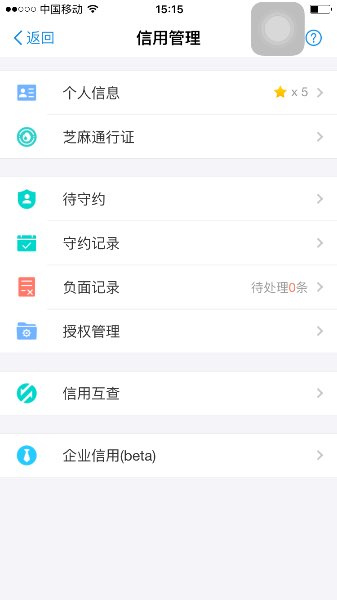 中国移动 15:15
返回 信用管理 ?
个人信息 x 5
芝麻通行证
待守约
守约记录
负面记录 待处理0条
授权管理
信用互查
企业信用(beta)